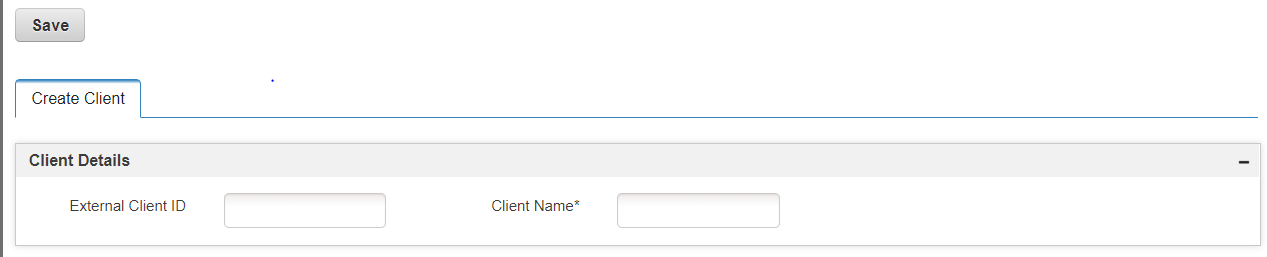 Save
Create Client
Client Details
External Client ID Client Name*